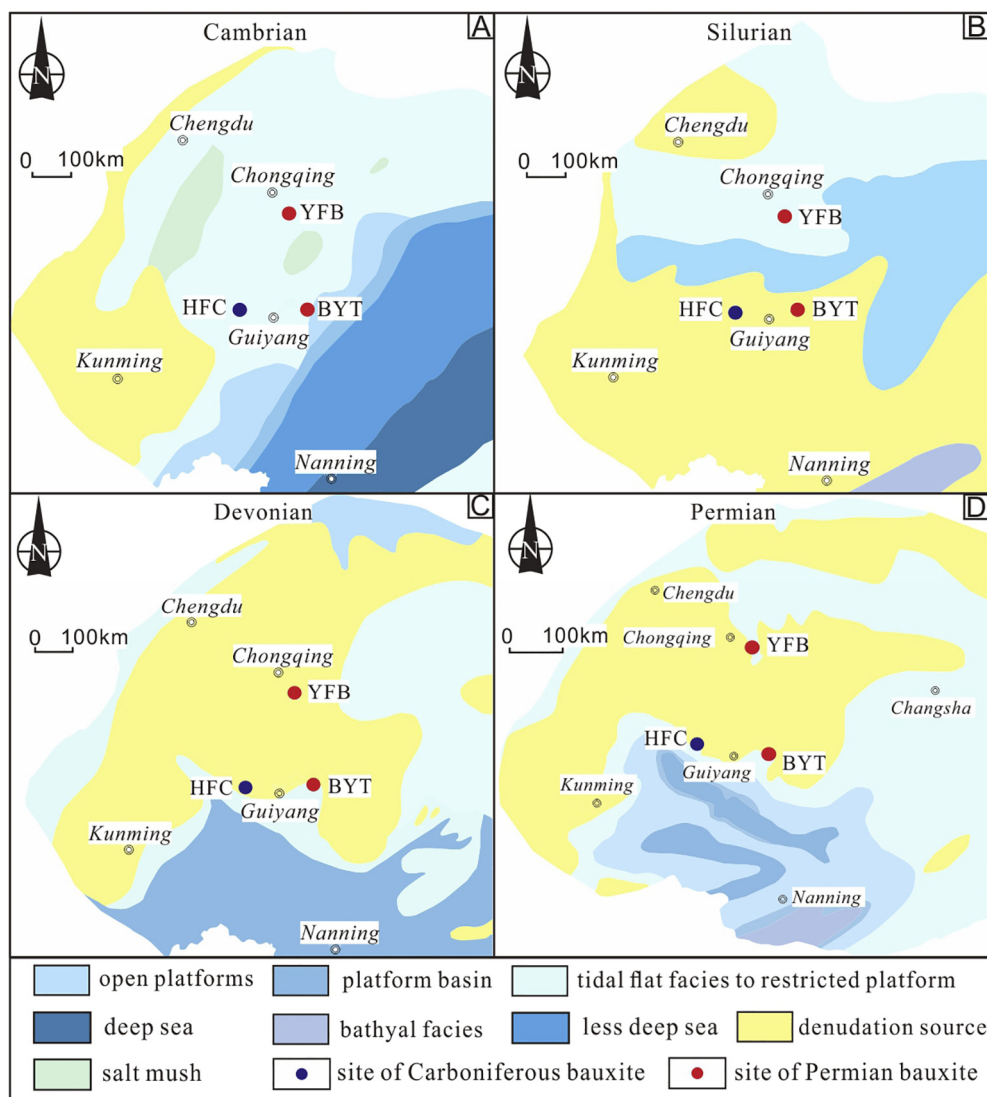 Cambrian
A
N
Chengdu
0 100km
Chongqing
YFB
HFC
BYT
Guiyang
Kunming
Nanning
Silurian
B
N
Chengdu
0 100km
Chongqing
YFB
HFC
BYT
Guiyang
Kunming
Nanning
Devonian
C
N
Chengdu
0 100km
Chongqing
YFB
HFC
BYT
Guiyang
Kunming
Nanning
Permian
D
N
Chengdu
0 100km
Chongqing
YFB
Changsha
HFC
BYT
Guiyang
Kunming
Nanning
open platforms platform basin tidal flat facies to restricted platform
deep sea bathyal facies less deep sea denudation source
salt mush site of Carboniferous bauxite site of Permian bauxite